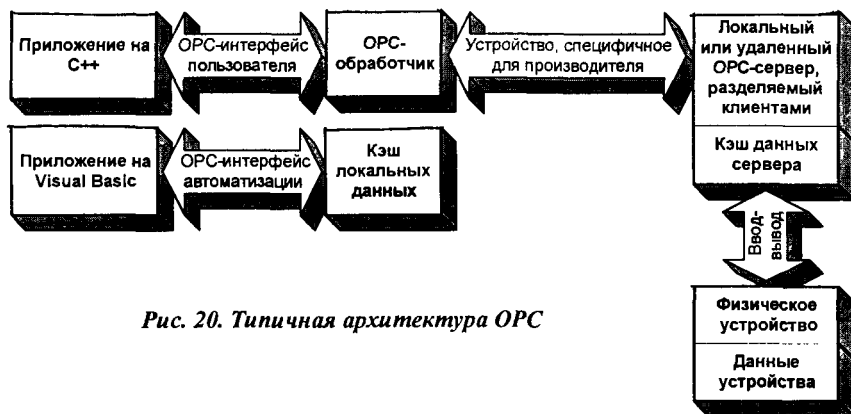 Приложение на
C++
OPC-интерфейс
пользователя
OPC-
обработчик
Устройство, специфичное
для производителя
Локальный
или удаленный
OPC-сервер,
разделяемый
клиентами
Кэш данных
сервера
Приложение на
Visual Basic
OPC-интерфейс
автоматизации
Кэш
локальных
данных
Ввод-
вывод
Физическое
устройство
Данные
устройства
Рис. 20. Типичная архитектура OPC